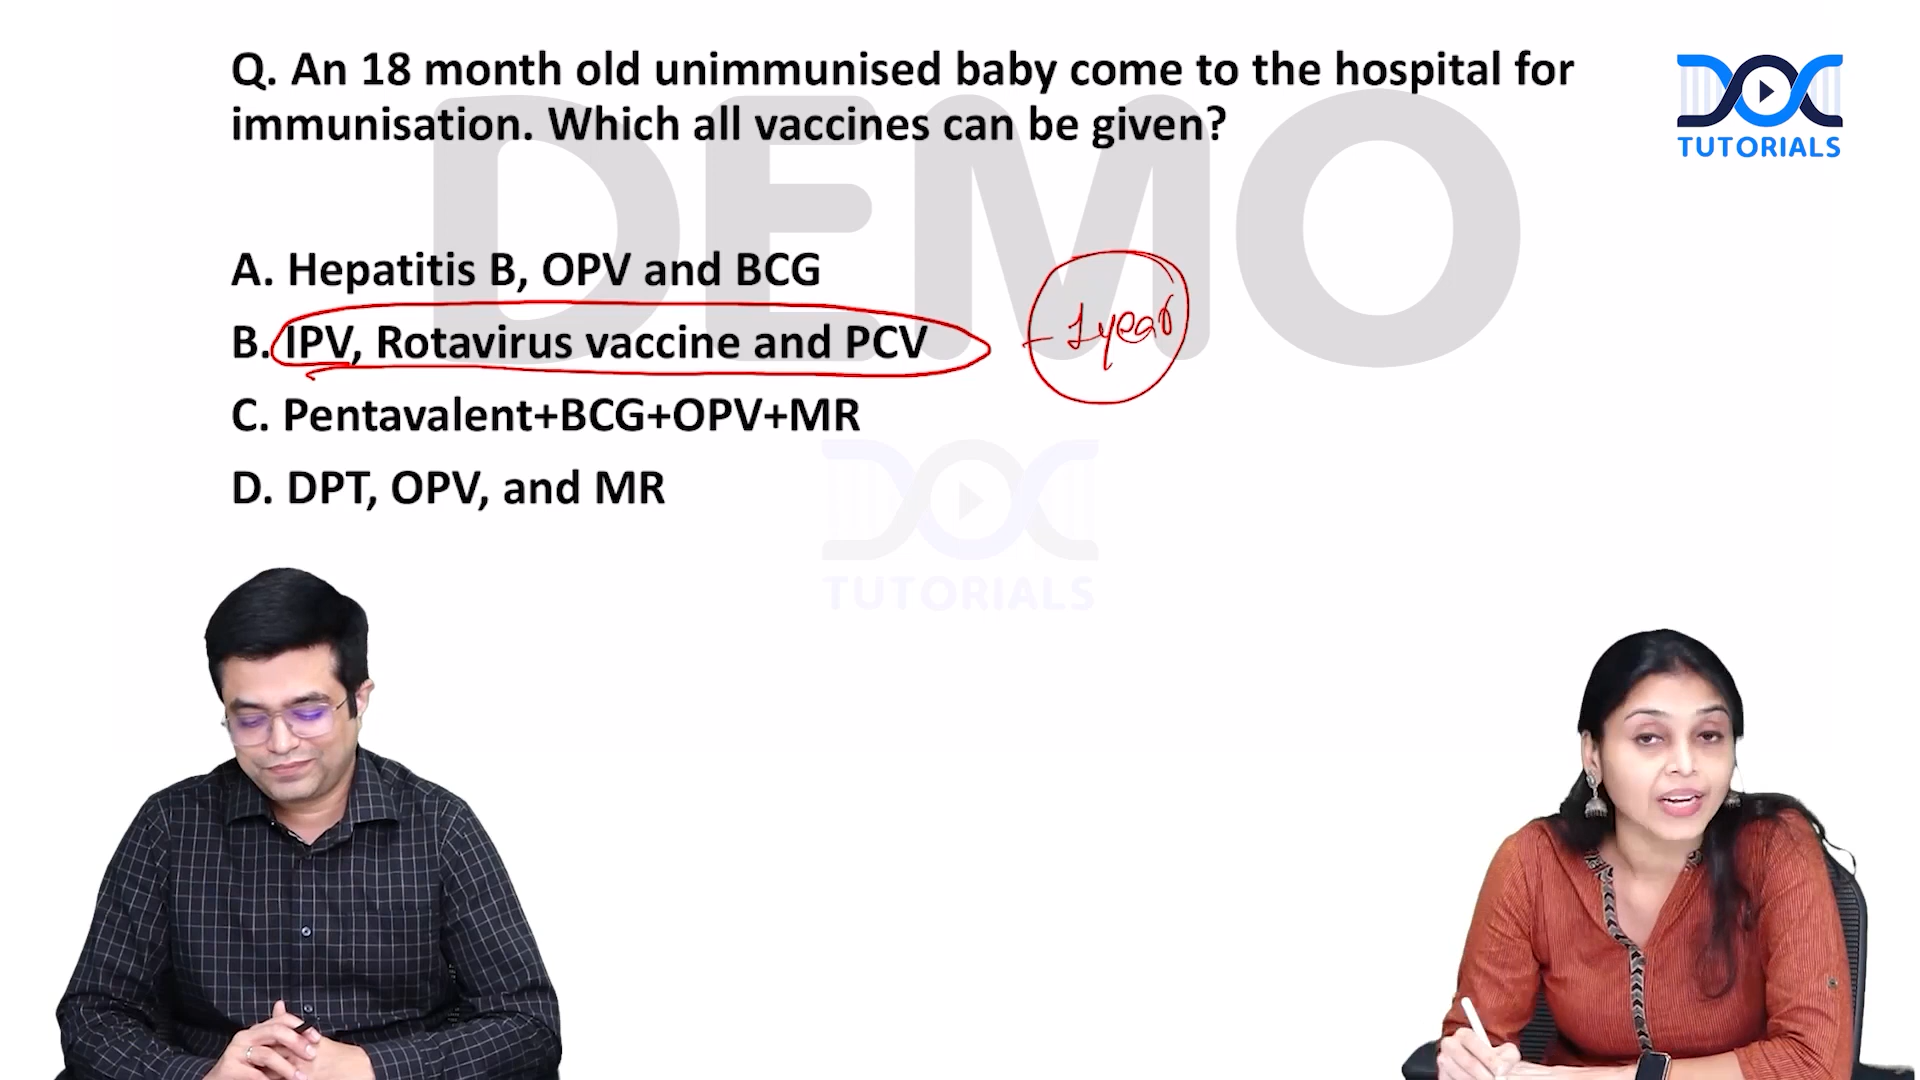 Q. An 18 month old unimmunised baby come to the hospital for
immunisation. Which all vaccines can be given?
DEMO
DOC
TUTORIALS
A. Hepatitis B, OPV and BCG
B. IPV, Rotavirus vaccine and PCV
- 1 year
C. Pentavalent+BCG+OPV+MR
D. DPT, OPV, and MR
DOC
TUTORIALS